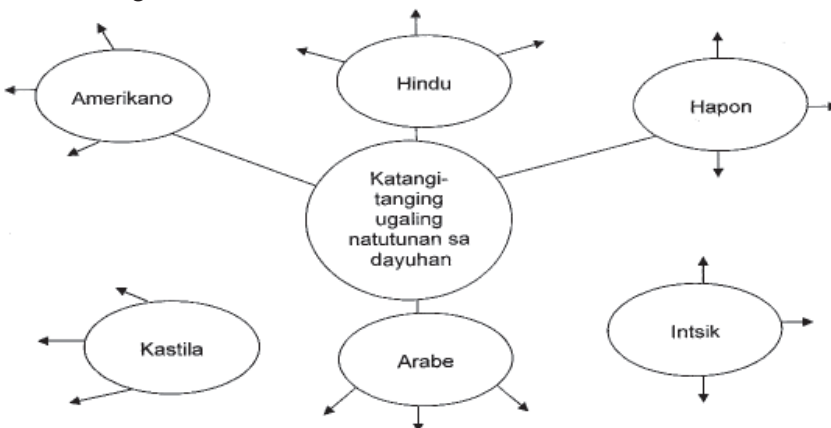 Amerikano
Hindu
Hapon
Katangi-
tanging
ugaling
natutunan sa
dayuhan
Kastila
Arabe
Intsik